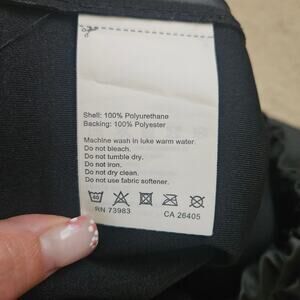 Shell: 100% Polyurethane
Backing: 100% Polyester
Machine wash in luke warm water.
Do not bleach.
Do not tumble dry.
Do not iron.
Do not dry clean.
Do not use fabric softener.
40
RN 73983 CA 26405